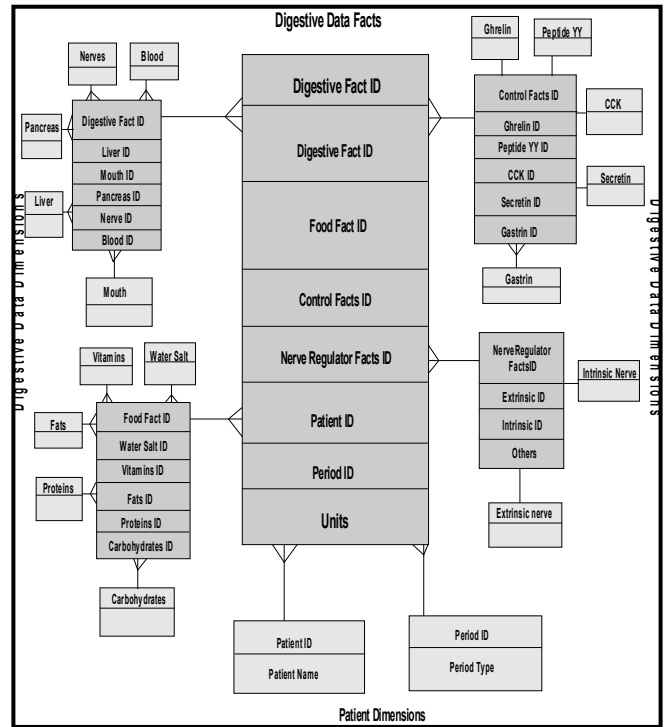 Digestive Data Facts
Nerves
Blood
Pancreas
Liver
Digestive Fact ID
Liver ID
Mouth ID
Pancreas ID
Nerve ID
Blood ID
Mouth
Digestive Data Dimensions
Vitamins
Water Salt
Fats
Proteins
Food Fact ID
Water Salt ID
Vitamins ID
Fats ID
Proteins ID
Carbohydrates ID
Carbohydrates
Digestive Fact ID
Digestive Fact ID
Food Fact ID
Control Facts ID
Nerve Regulator Facts ID
Patient ID
Period ID
Units
Ghrelin
Peptide YY
Control Facts ID
Ghrelin ID
Peptide YY ID
CCK ID
Secretin ID
Gastrin ID
CCK
Secretin
Gastrin
Digestive Data Dimensions
NerveRegulator
FactsID
Extrinsic ID
Intrinsic ID
Others
Intrinsic Nerve
Extrinsic nerve
Patient ID
Patient Name
Period ID
Period Type
Patient Dimensions